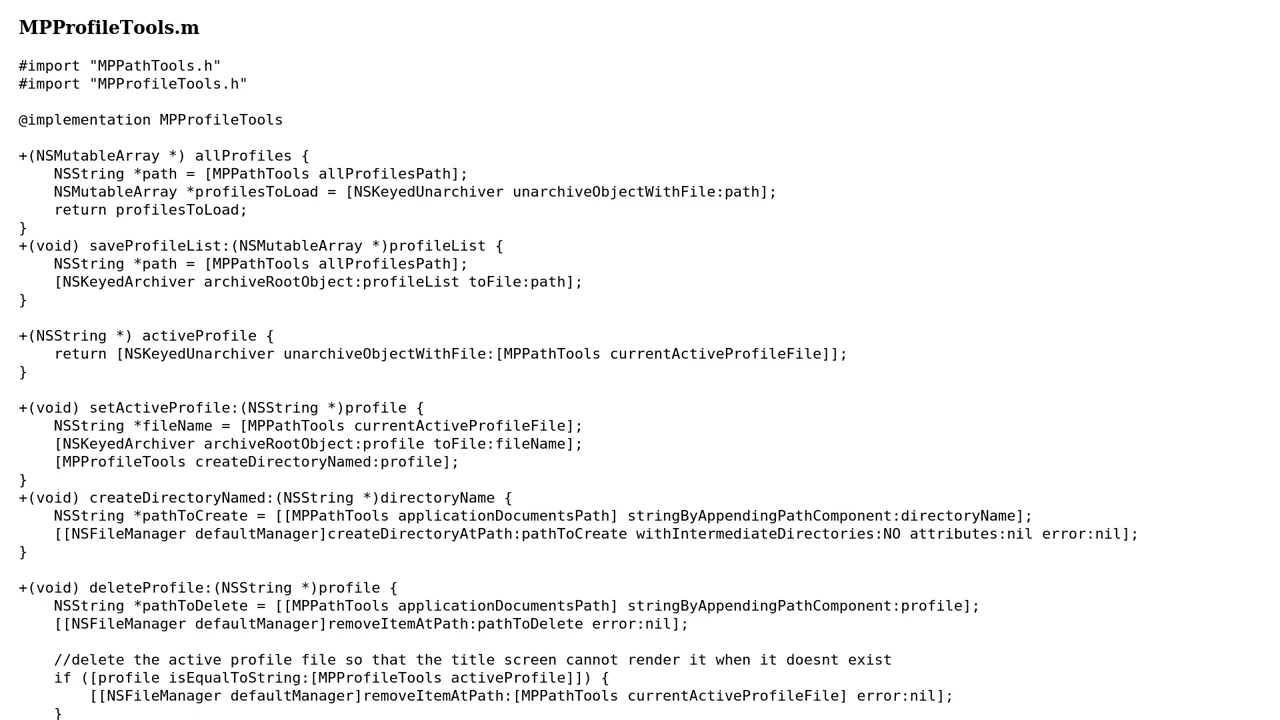 MPProfileTools.m
#import "MPPathTools.h"
#import "MPProfileTools.h"
@implementation MPProfileTools
+(NSMutableArray *) allProfiles {
    NSString *path = [MPPathTools allProfilesPath];
    NSMutableArray *profilesToLoad = [NSKeyedUnarchiver unarchiveObjectWithFile:path];
    return profilesToLoad;
}
+(void) saveProfileList:(NSMutableArray *)profileList {
    NSString *path = [MPPathTools allProfilesPath];
    [NSKeyedArchiver archiveRootObject:profileList toFile:path];
}
+(NSString *) activeProfile {
    return [NSKeyedUnarchiver unarchiveObjectWithFile:[MPPathTools currentActiveProfileFile]];
}
+(void) setActiveProfile:(NSString *)profile {
    NSString *fileName = [MPPathTools currentActiveProfileFile];
    [NSKeyedArchiver archiveRootObject:profile toFile:fileName];
    [MPProfileTools createDirectoryNamed:profile];
}
+(void) createDirectoryNamed:(NSString *)directoryName {
    NSString *pathToCreate = [[MPPathTools applicationDocumentsPath] stringByAppendingPathComponent:directoryName];
    [[NSFileManager defaultManager]createDirectoryAtPath:pathToCreate withIntermediateDirectories:NO attributes:nil error:nil];
}
+(void) deleteProfile:(NSString *)profile {
    NSString *pathToDelete = [[MPPathTools applicationDocumentsPath] stringByAppendingPathComponent:profile];
    [[NSFileManager defaultManager]removeItemAtPath:pathToDelete error:nil];
    //delete the active profile file so that the title screen cannot render it when it doesnt exist
    if ([profile isEqualToString:[MPProfileTools activeProfile]]) {
        [[NSFileManager defaultManager]removeItemAtPath:[MPPathTools currentActiveProfileFile] error:nil];
    }